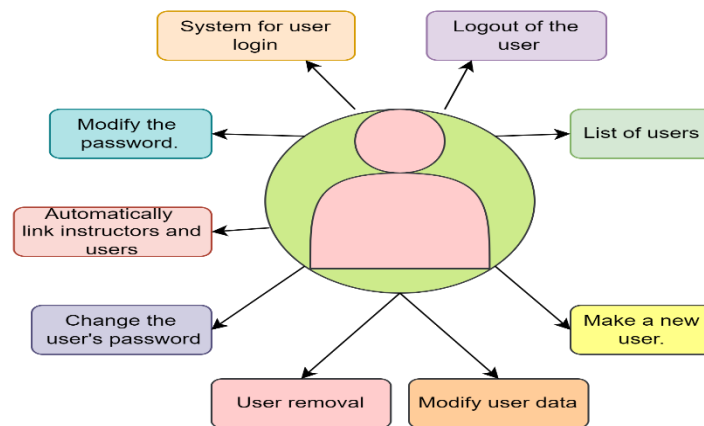 System for user
login
Logout of the
user
Modify the
password.
List of users
Automatically
link instructors and
users
Change the
user's password
Make a new
user.
User removal
Modify user data